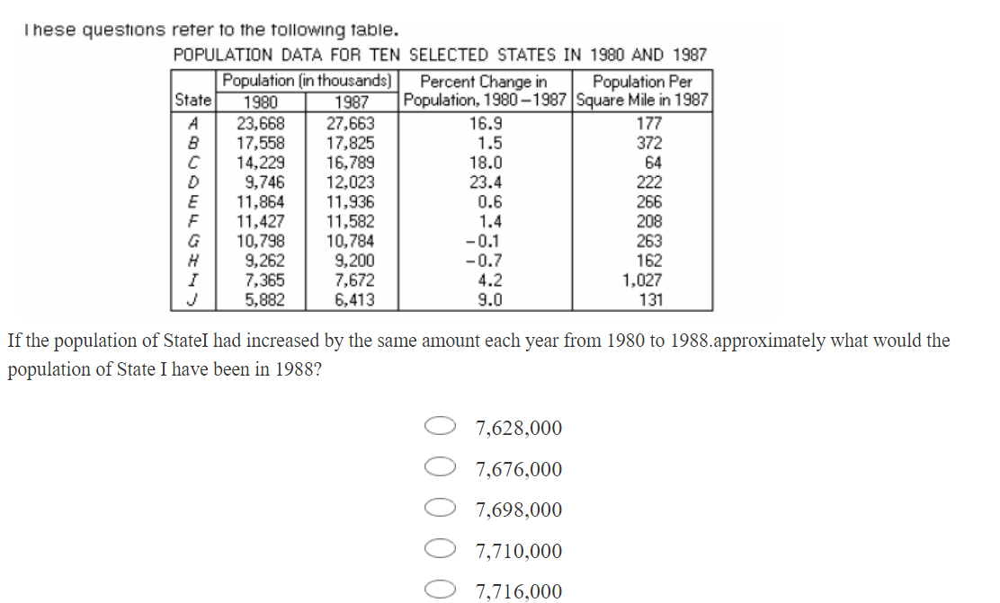 These questions refer to the following table.
POPULATION DATA FOR TEN SELECTED STATES IN 1980 AND 1987
Population (in thousands) Percent Change in Population Per
State 1980 1987 Population, 1980-1987 Square Mile in 1987
A 23,668 27,663 16.9 177
B 17,558 17,825 1.5 372
C 14,229 16,789 18.0 64
D 9,746 12,023 23.4 222
E 11,864 11,936 0.6 266
F 11,427 11,582 1.4 208
G 10,798 10,784 -0.1 263
H 9,262 9,200 -0.7 162
I 7,365 7,672 4.2 1,027
J 5,882 6,413 9.0 131
If the population of StateI had increased by the same amount each year from 1980 to 1988.approximately what would the
population of State I have been in 1988?
7,628,000
7,676,000
7,698,000
7,710,000
7,716,000